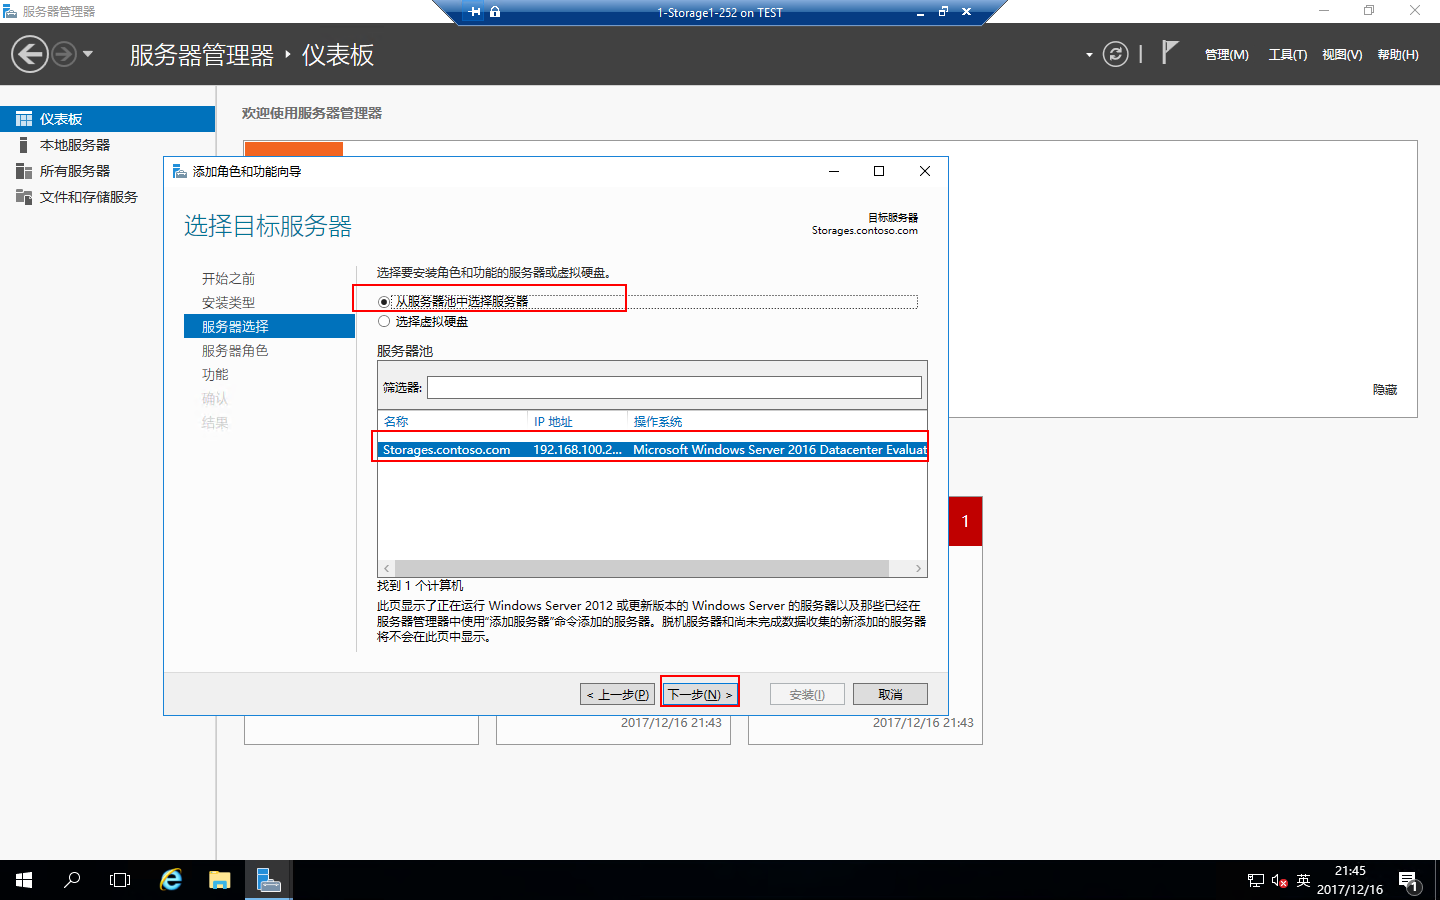 服务器管理器
1-Storage1-252 on TEST
服务器管理器 ‣ 仪表板
管理(M) 工具(T) 视图(V) 帮助(H)
仪表板
本地服务器
所有服务器
文件和存储服务
欢迎使用服务器管理器
添加角色和功能向导
选择目标服务器
目标服务器
Storages.contoso.com
开始之前
安装类型
服务器选择
服务器角色
功能
确认
结果
选择要安装角色和功能的服务器或虚拟硬盘。
从服务器池中选择服务器
选择虚拟硬盘
服务器池
筛选器:
名称 IP 地址 操作系统
Storages.contoso.com 192.168.100.2... Microsoft Windows Server 2016 Datacenter Evaluat
找到 1 个计算机
此页显示了正在运行 Windows Server 2012 或更新版本的 Windows Server 的服务器以及那些已经在
服务器管理器中使用"添加服务器"命令添加的服务器。脱机服务器和尚未完成数据收集的新添加的服务器
将不会在此页中显示。
< 上一步(P) 下一步(N) > 安装(I) 取消
隐藏
1
2017/12/16 21:43
2017/12/16 21:43
英
21:45
2017/12/16
1